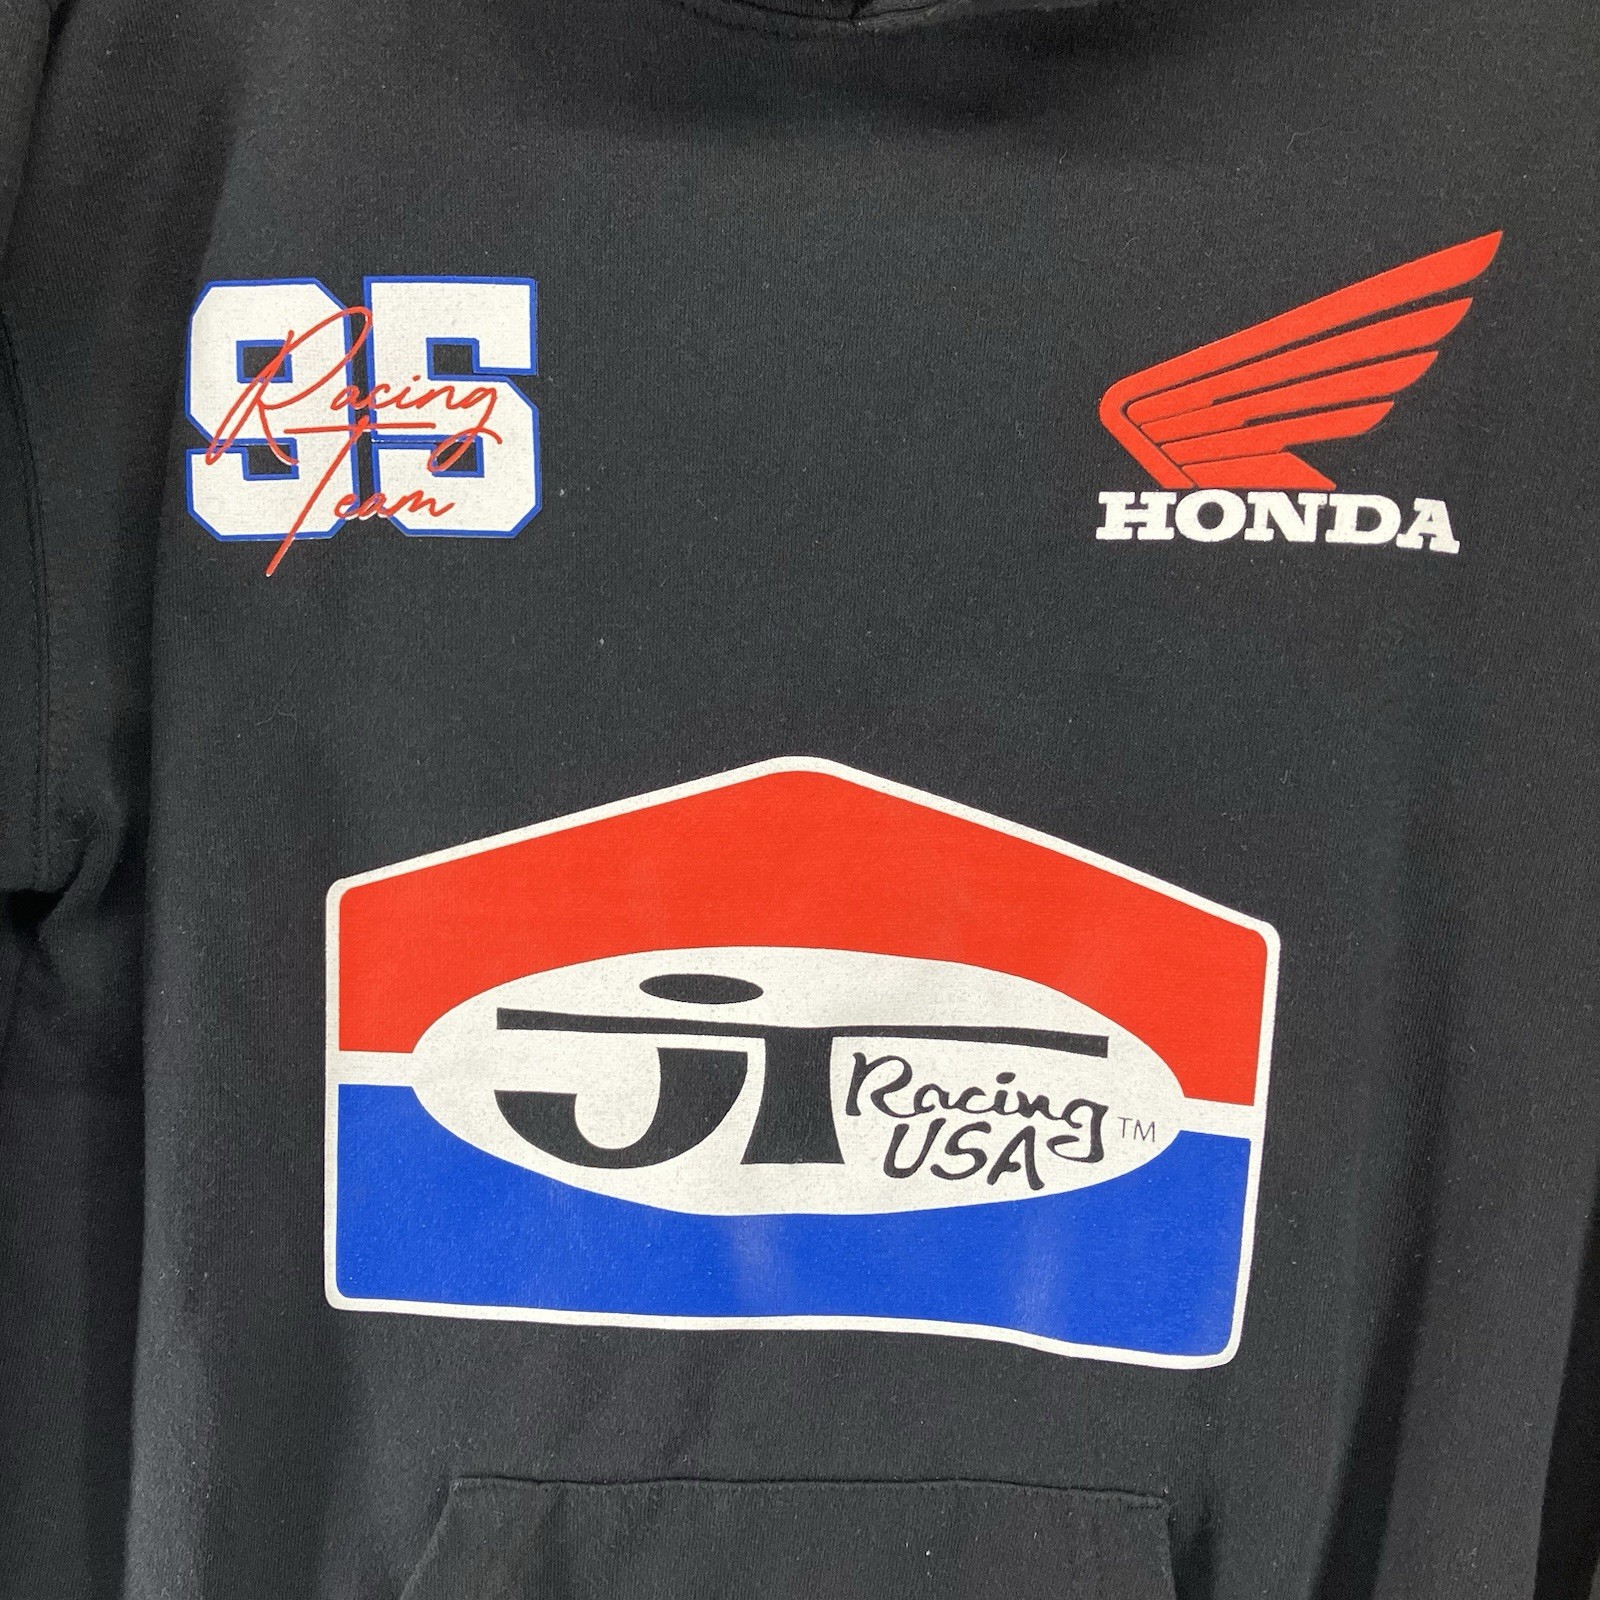 95
Racing
Team
HONDA
JT
Racing
USA
TM